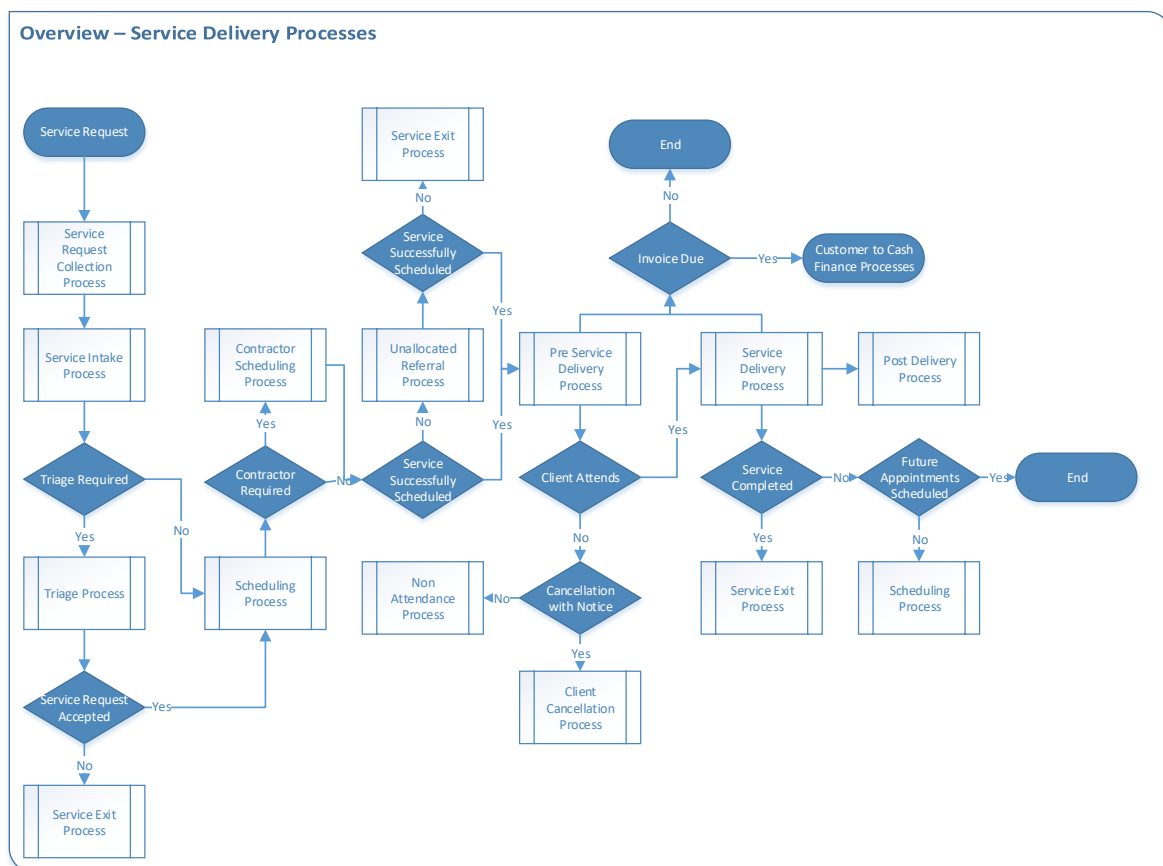 Overview – Service Delivery Processes
Service Request
Service
Request
Collection
Process
Service Intake
Process
Triage Required
Yes
No
Triage Process
Service Request
Accepted
Yes
No
Service Exit
Process
Scheduling
Process
Contractor
Required
Yes
No
Contractor
Scheduling
Process
Service
Successfully
Scheduled
No
Yes
Unallocated
Referral
Process
Service
Successfully
Scheduled
No
Yes
Service Exit
Process
Pre Service
Delivery
Process
Client Attends
Yes
No
Cancellation
with Notice
No
Non
Attendance
Process
Yes
Client
Cancellation
Process
End
No
Invoice Due
Yes
Customer to Cash
Finance Processes
Service
Delivery
Process
Post Delivery
Process
Service
Completed
No
Yes
Service Exit
Process
Future
Appointments
Scheduled
Yes
End
No
Scheduling
Process